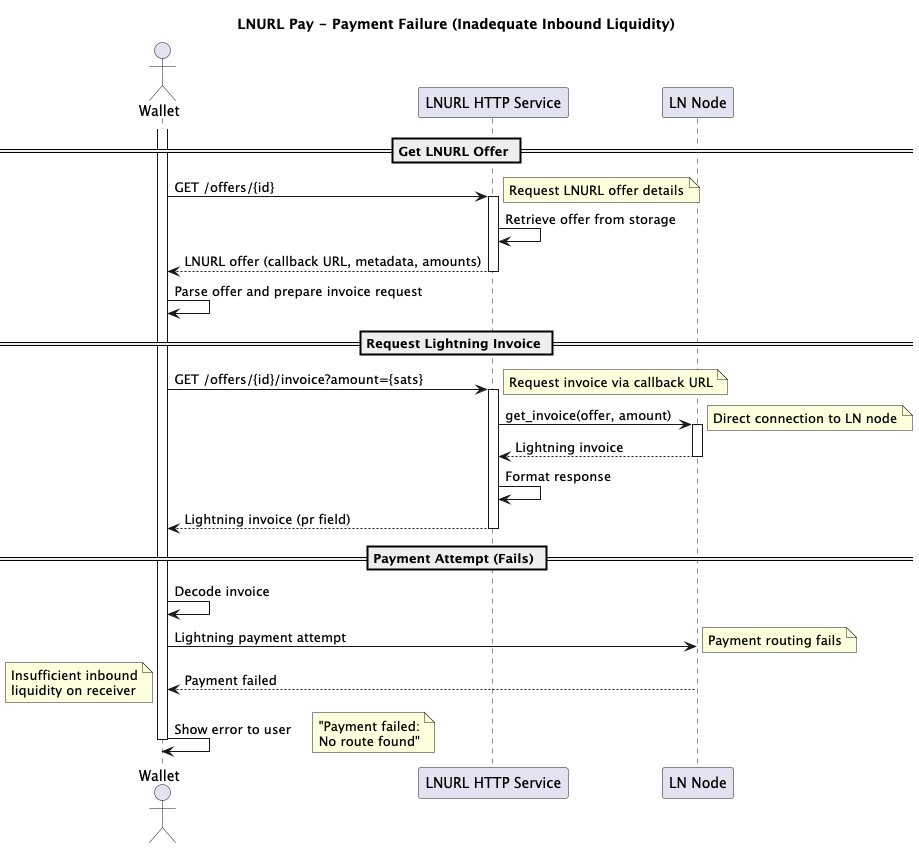 LNURL Pay – Payment Failure (Inadequate Inbound Liquidity)
Wallet
LNURL HTTP Service
LN Node
Get LNURL Offer
GET /offers/{id}
Request LNURL offer details
Retrieve offer from storage
LNURL offer (callback URL, metadata, amounts)
Parse offer and prepare invoice request
Request Lightning Invoice
GET /offers/{id}/invoice?amount={sats}
Request invoice via callback URL
get_invoice(offer, amount)
Direct connection to LN node
Lightning invoice
Format response
Lightning invoice (pr field)
Payment Attempt (Fails)
Decode invoice
Lightning payment attempt
Payment routing fails
Insufficient inbound
liquidity on receiver
Payment failed
Show error to user
"Payment failed:
No route found"
Wallet
LNURL HTTP Service
LN Node